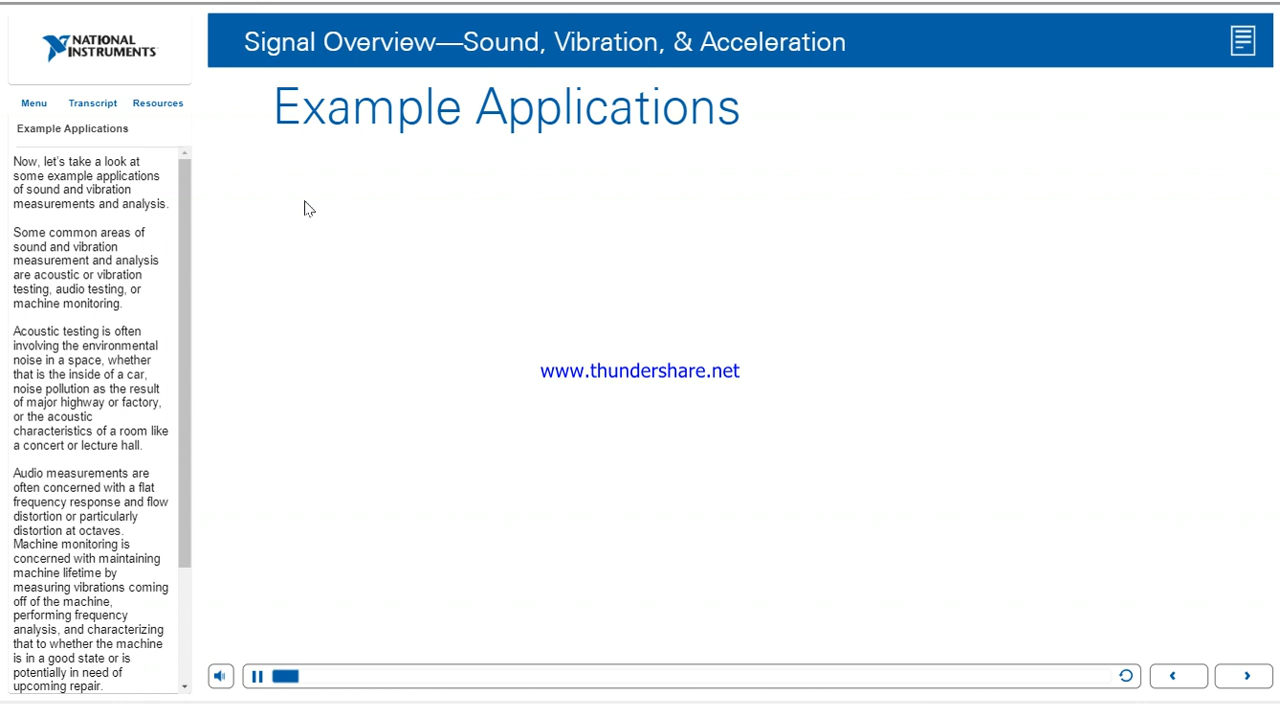 NATIONAL
INSTRUMENTS
Signal Overview—Sound, Vibration, & Acceleration
Menu Transcript Resources
Example Applications
Now, let's take a look at
some example applications
of sound and vibration
measurements and analysis.
Some common areas of
sound and vibration
measurement and analysis
are acoustic or vibration
testing, audio testing, or
machine monitoring.
Acoustic testing is often
involving the environmental
noise in a space, whether
that is the inside of a car,
noise pollution as the result
of major highway or factory,
or the acoustic
characteristics of a room like
a concert or lecture hall.
Audio measurements are
often concerned with a flat
frequency response and flow
distortion or particularly
distortion at octaves.
Machine monitoring is
concerned with maintaining
machine lifetime by
measuring vibrations coming
off of the machine,
performing frequency
analysis, and characterizing
that to whether the machine
is in a good state or is
potentially in need of
upcoming repair.
Example Applications
www.thundershare.net